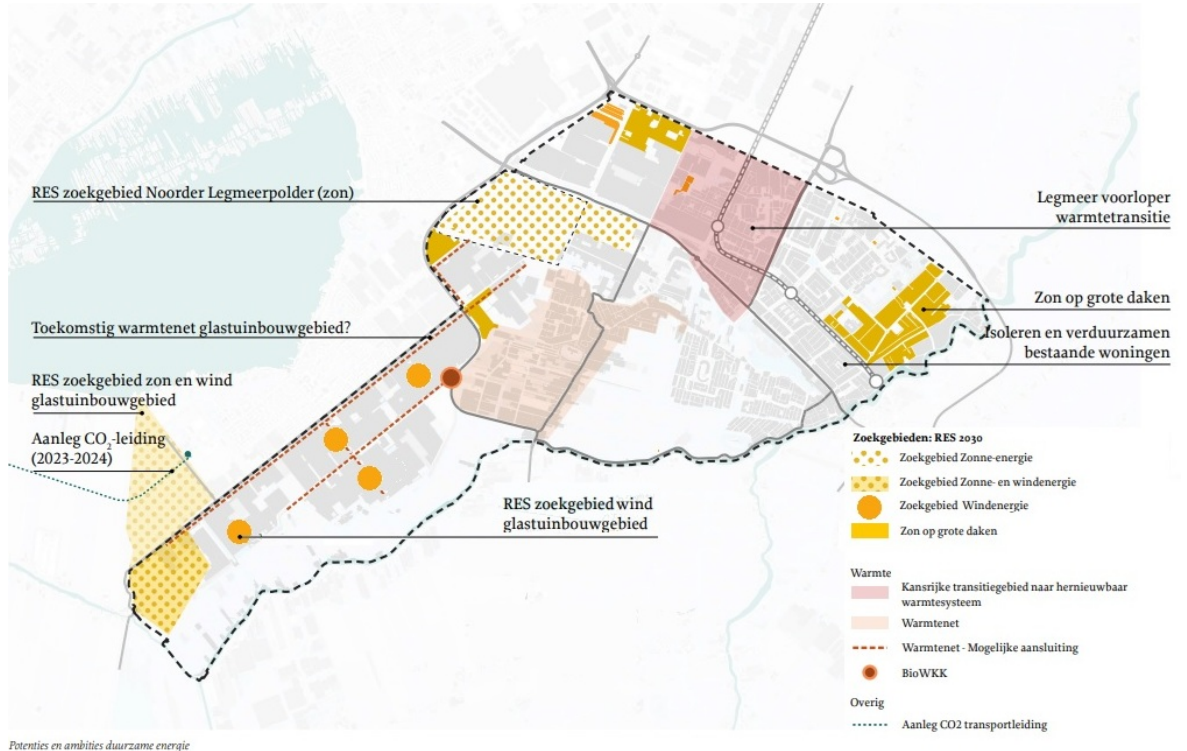 RES zoekgebied Noorder Legmeerpolder (zon)
Toekomstig warmtenet glastuinbouwgebied?
RES zoekgebied zon en wind
glastuinbouwgebied
Aanleg CO₂-leiding
(2023-2024)
RES zoekgebied wind
glastuinbouwgebied
Legmeer voorloper
warmtetransitie
Zon op grote daken
Isoleren en verduurzamen
bestaande woningen
Zoekgebieden: RES 2030
Zoekgebied Zonne-energie
Zoekgebied Zonne- en windenergie
Zoekgebied Windenergie
Zon op grote daken
Warmte
Kansrijke transitiegebied naar hernieuwbaar
warmtesysteem
Warmtenet
Warmtenet - Mogelijke aansluiting
BioWKK
Overig
Aanleg CO2 transportleiding
Potenties en ambities duurzame energie